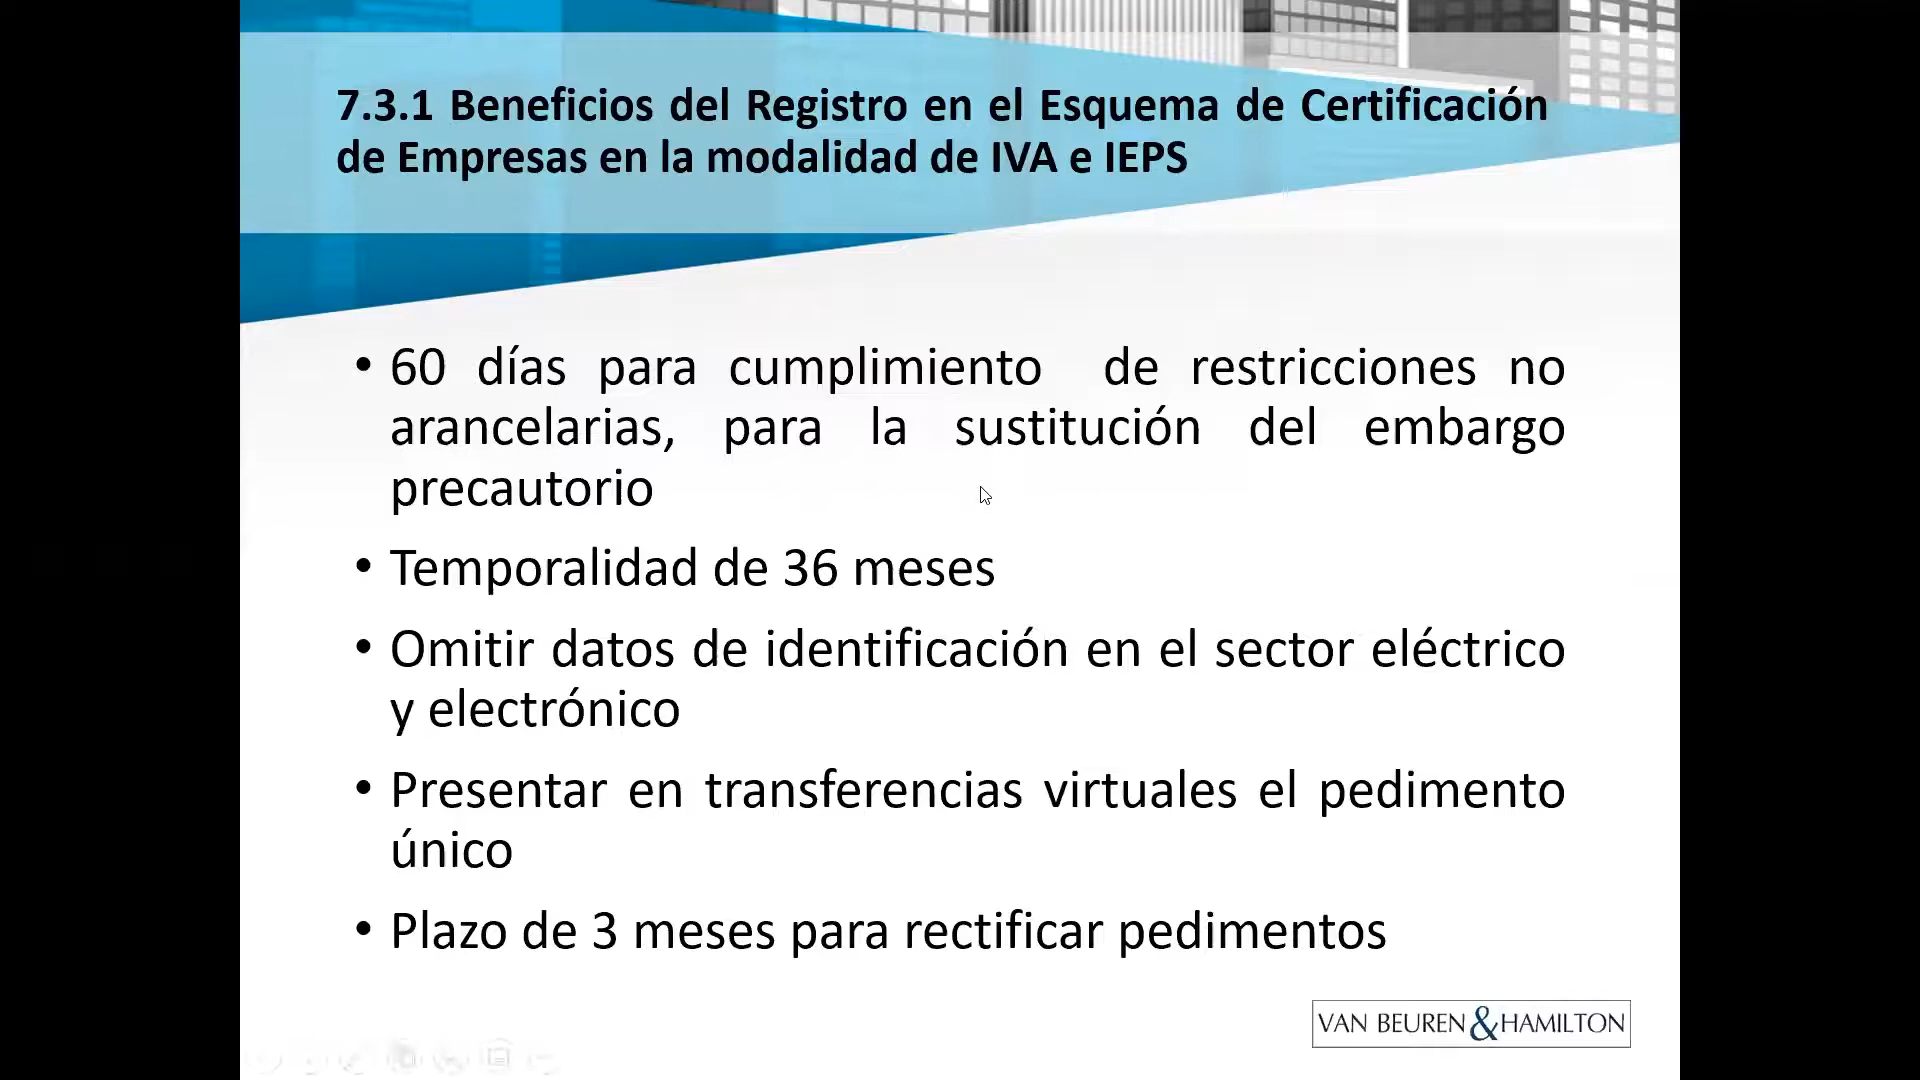 7.3.1 Beneficios del Registro en el Esquema de Certificación
de Empresas en la modalidad de IVA e IEPS
• 60 días para cumplimiento de restricciones no
arancelarias, para la sustitución del embargo
precautorio
• Temporalidad de 36 meses
• Omitir datos de identificación en el sector eléctrico
y electrónico
• Presentar en transferencias virtuales el pedimento
único
• Plazo de 3 meses para rectificar pedimentos
VAN BEUREN & HAMILTON